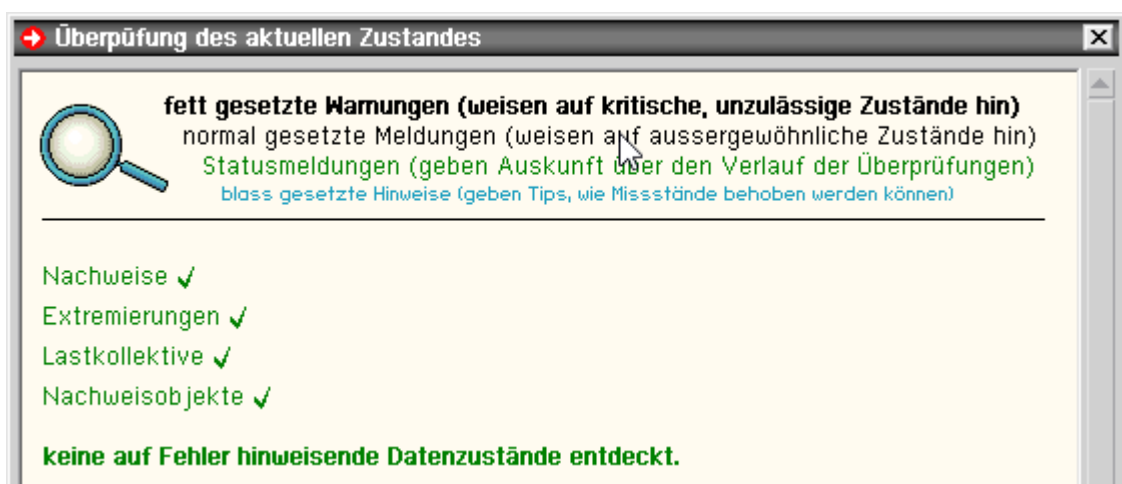 Überpüfung des aktuellen Zustandes
fett gesetzte Warnungen (weisen auf kritische, unzulässige Zustände hin)
normal gesetzte Meldungen (weisen auf aussergewöhnliche Zustände hin)
Statusmeldungen (geben Auskunft über den Verlauf der Überprüfungen)
blass gesetzte Hinweise (geben Tips, wie Missstände behoben werden können)
Nachweise ✓
Extremierungen ✓
Lastkollektive ✓
Nachweisobjekte ✓
keine auf Fehler hinweisende Datenzustände entdeckt.